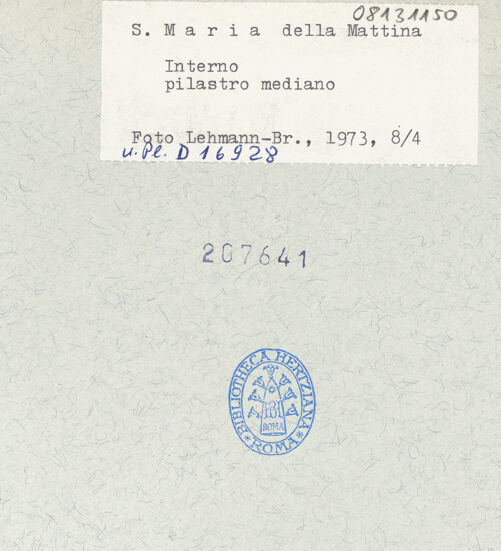 08131150
S. M a r i a della Mattina
Interno
pilastro mediano
Foto Lehmann-Br., 1973, 8/4
u. Pl. D 16928
207641
BIBLIOTHECA HERTZIANA
131
ROMA
* ROMA *